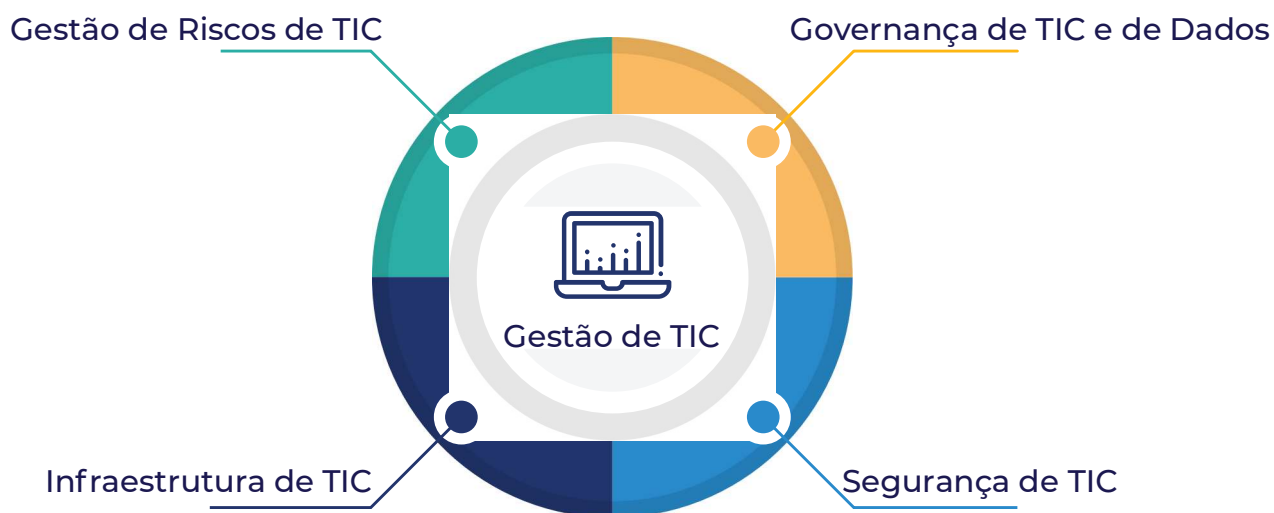 Gestão de Riscos de TIC
Governança de TIC e de Dados
Gestão de TIC
Infraestrutura de TIC
Segurança de TIC